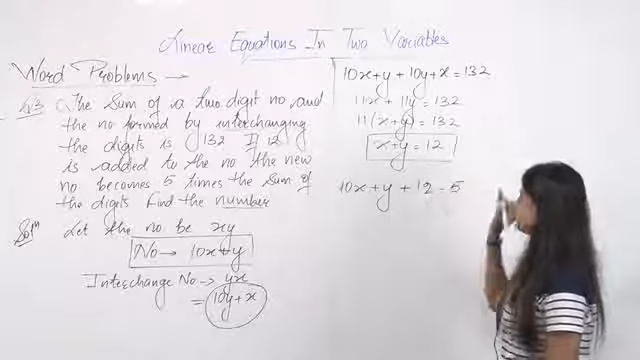 Linear Equations In Two Variables
Word Problems →
Q.3 The sum of a two digit no. and
the no formed by interchanging
the digits is 132 If 12
is added to the no the new
no becomes 5 times the sum of
the digits Find the number
Solⁿ Let the no be xy
No → 10x+y
Interchange No → yx
= 10y+x
10x+y + 10y+x = 132
11x + 11y = 132
11(x+y) = 132
x+y = 12
10x+y + 12 = 5